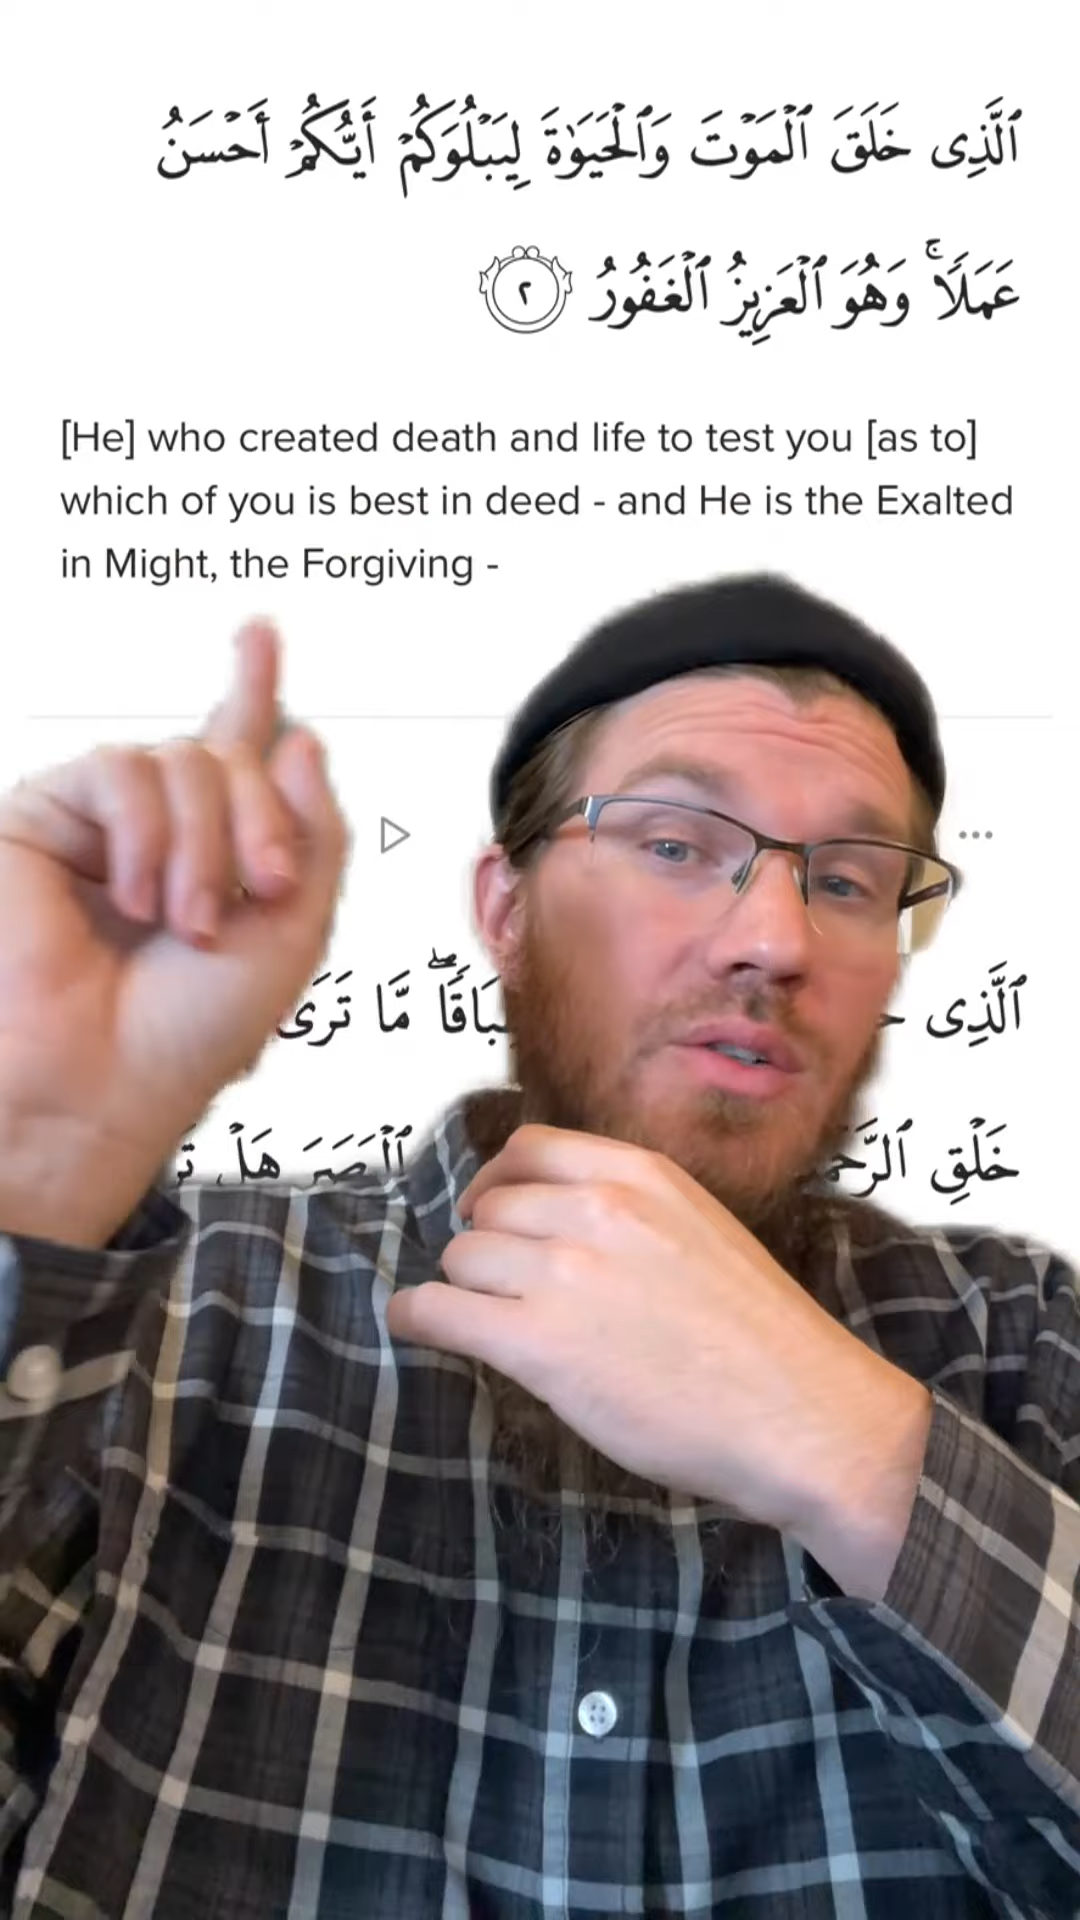 ٱلَّذِى خَلَقَ ٱلْمَوْتَ وَٱلْحَيَوٰةَ لِيَبْلُوَكُمْ أَيُّكُمْ أَحْسَنُ
عَمَلًا ۚ وَهُوَ ٱلْعَزِيزُ ٱلْغَفُورُ ٢
[He] who created death and life to test you [as to]
which of you is best in deed - and He is the Exalted
in Might, the Forgiving -
ٱلَّذِى مَّا تَرَىٰ
خَلْقِ هَلْ